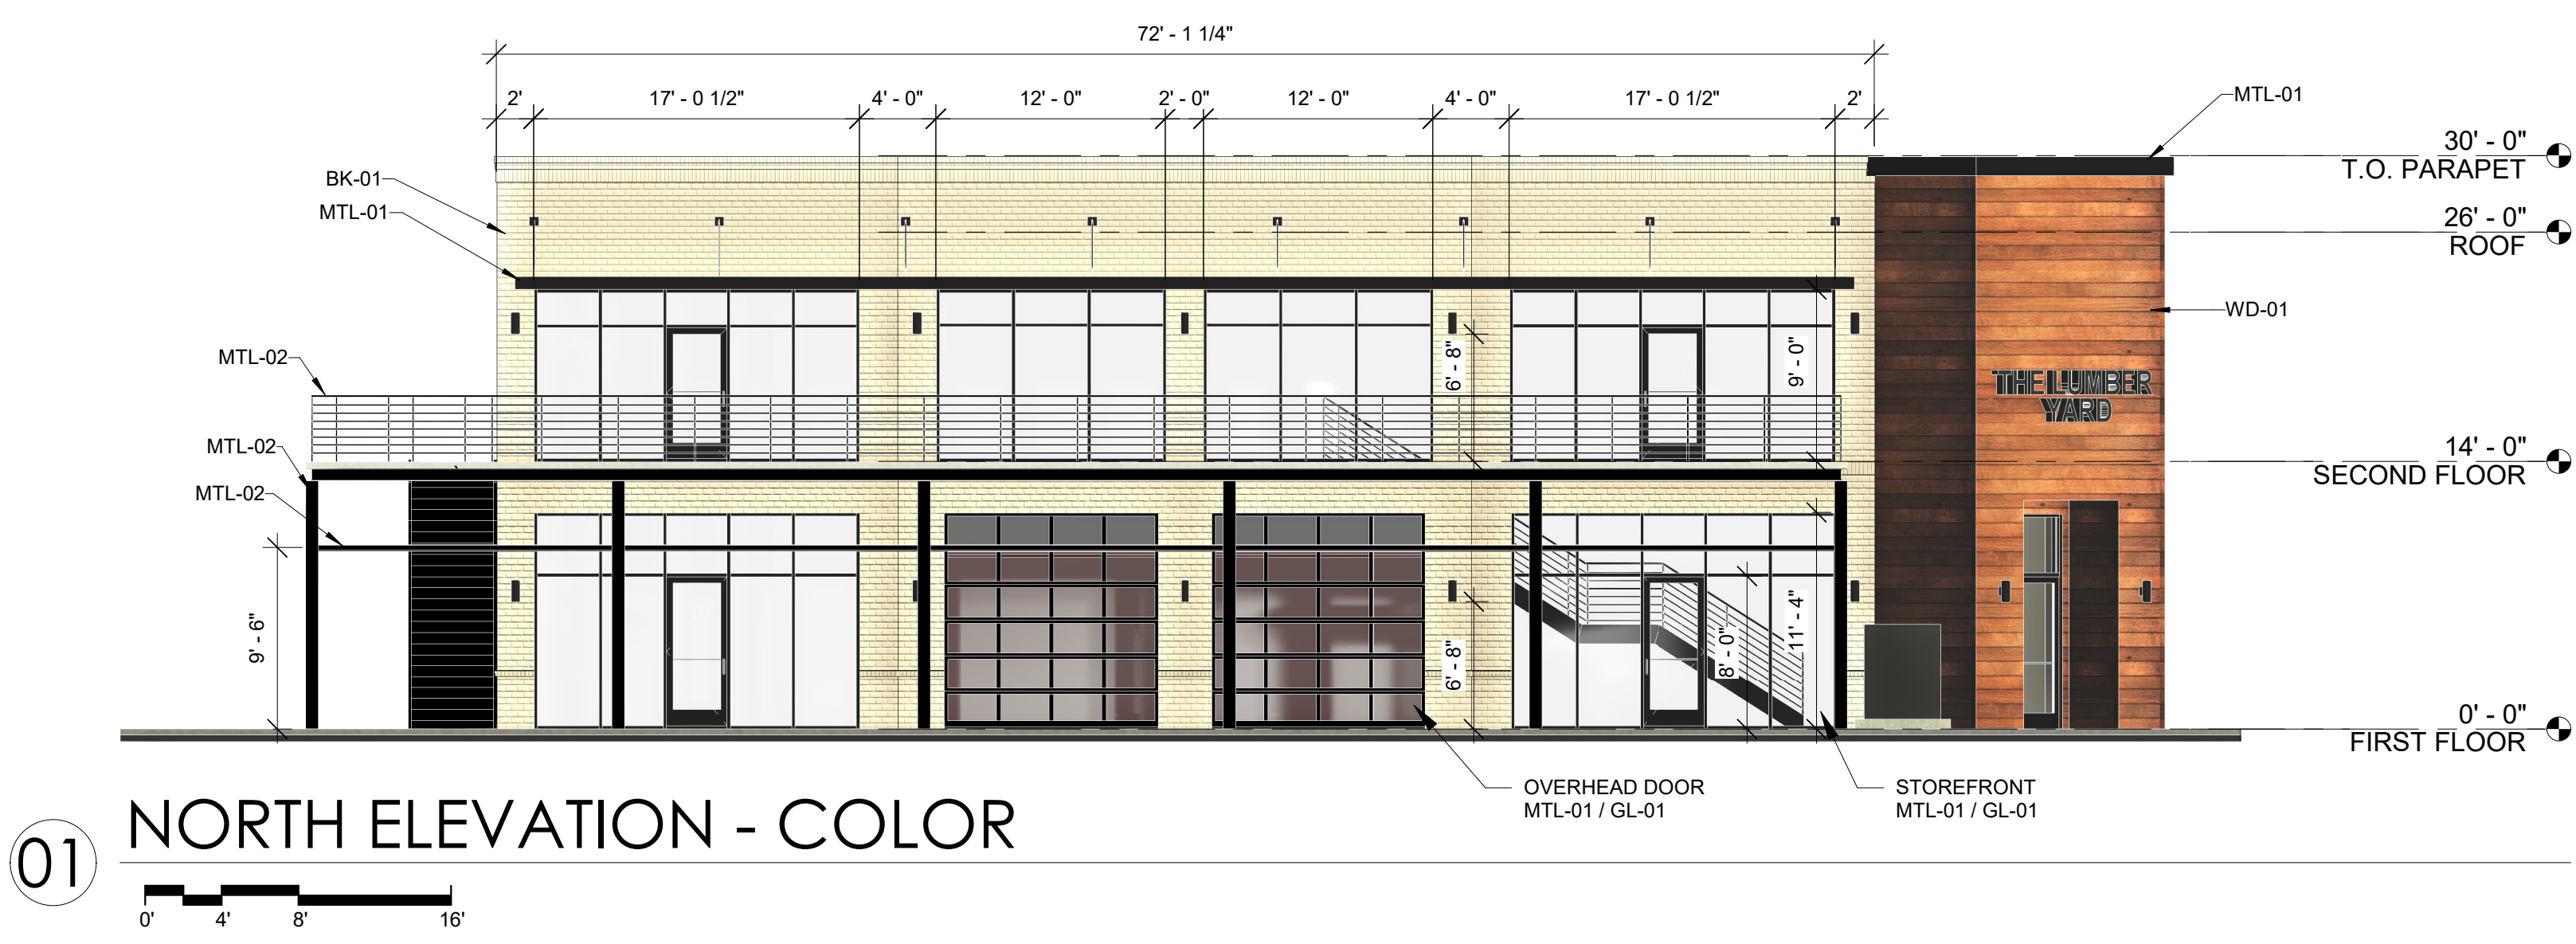 72' - 1 1/4"
2'
17' - 0 1/2"
4' - 0"
12' - 0"
2' - 0"
12' - 0"
4' - 0"
17' - 0 1/2"
2'
MTL-01
30' - 0"
T.O. PARAPET
BK-01
MTL-01
26' - 0"
ROOF
WD-01
MTL-02
6' - 8"
9' - 0"
THE LUMBER
YARD
MTL-02
14' - 0"
SECOND FLOOR
MTL-02
9' - 6"
6' - 8"
8' - 0"
11' - 4"
0' - 0"
FIRST FLOOR
OVERHEAD DOOR
MTL-01 / GL-01
STOREFRONT
MTL-01 / GL-01
01
NORTH ELEVATION - COLOR
0'
4'
8'
16'